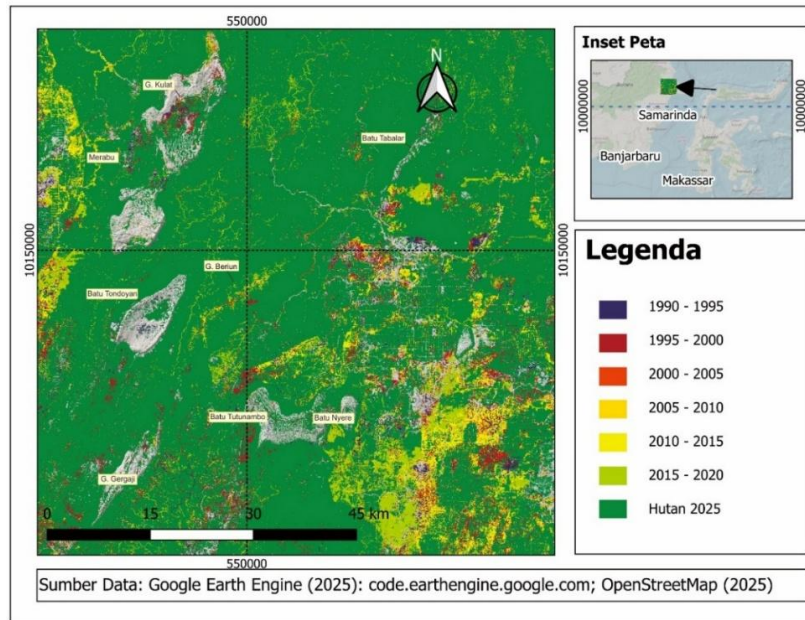 550000
N
G. Kulat
Batu Tabalar
Merabu
10150000
10150000
G. Beriun
Batu Tondoyan
Batu Tutunambo
Batu Nyere
G. Gergaji
0 15 30 45 km
550000
Inset Peta
10000000
10000000
Samarinda
Banjarbaru
Makassar
Legenda
1990 - 1995
1995 - 2000
2000 - 2005
2005 - 2010
2010 - 2015
2015 - 2020
Hutan 2025
Sumber Data: Google Earth Engine (2025): code.earthengine.google.com; OpenStreetMap (2025)